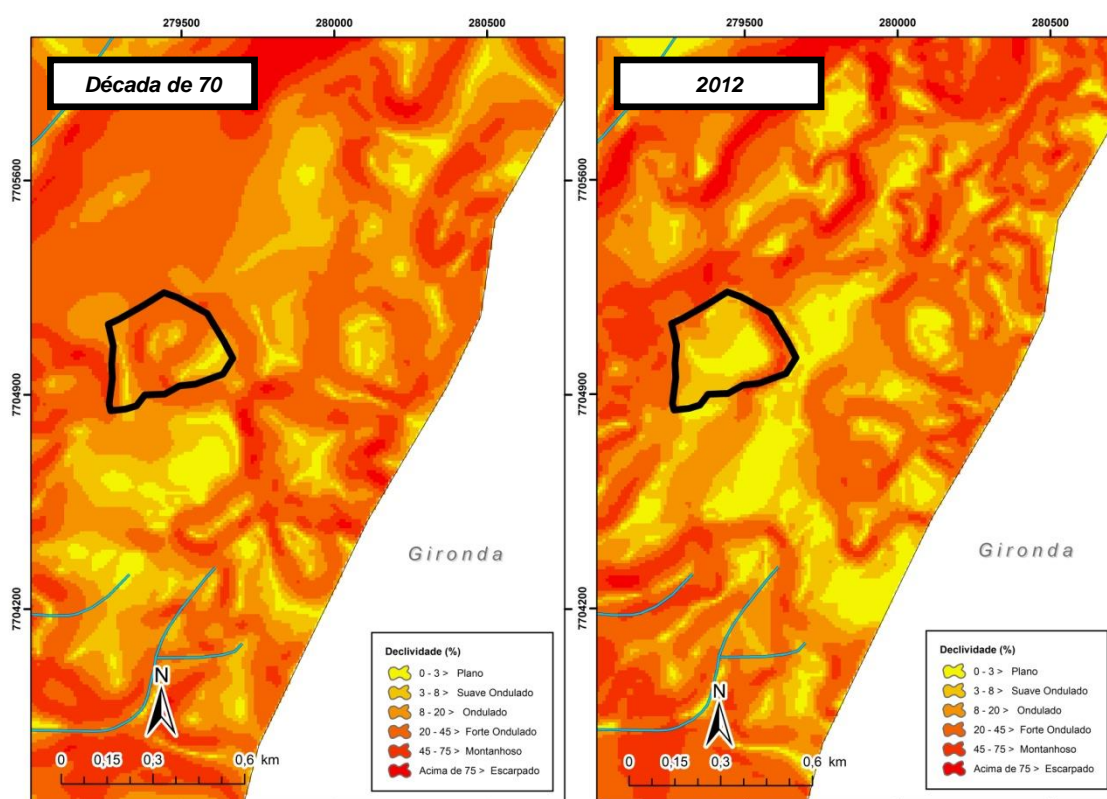 279500 280000 280500
Década de 70
7705600
7704900
7704200
Gironda
N
0 0,15 0,3 0,6 km
Declividade (%)
0 - 3 > Plano
3 - 8 > Suave Ondulado
8 - 20 > Ondulado
20 - 45 > Forte Ondulado
45 - 75 > Montanhoso
Acima de 75 > Escarpado
279500 280000 280500
2012
7705600
7704900
7704200
Gironda
N
0 0,15 0,3 0,6 km
Declividade (%)
0 - 3 > Plano
3 - 8 > Suave Ondulado
8 - 20 > Ondulado
20 - 45 > Forte Ondulado
45 - 75 > Montanhoso
Acima de 75 > Escarpado